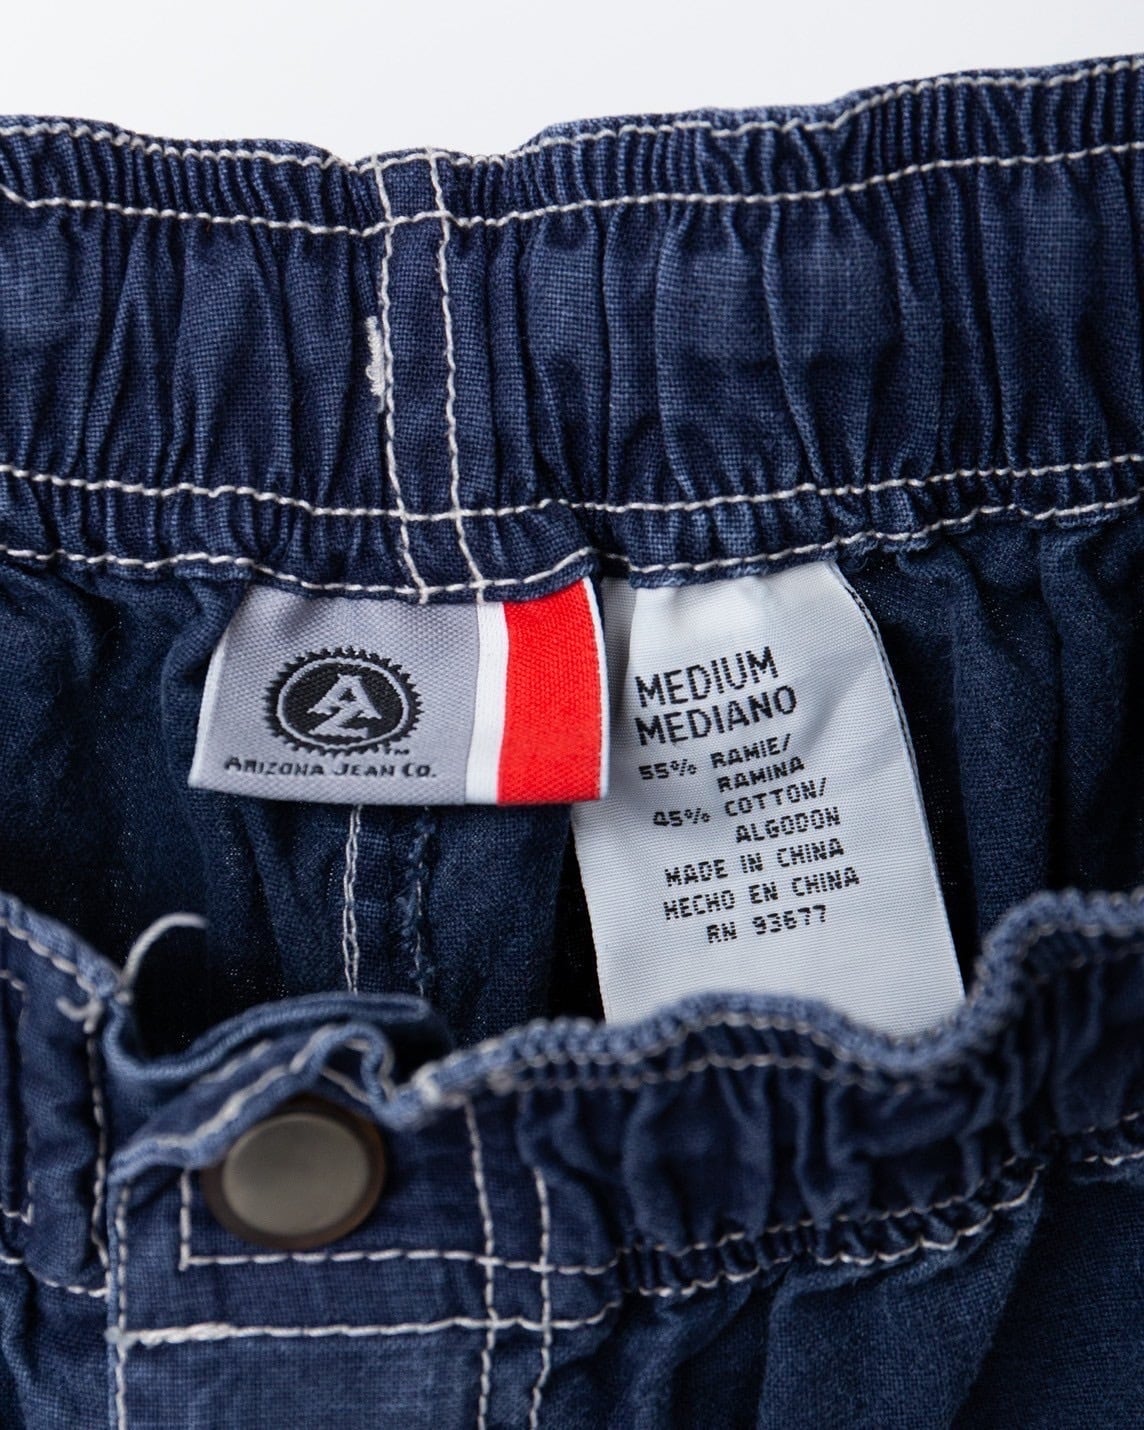 AZ
™
ARIZONA JEAN CO.
MEDIUM
MEDIANO
55% RAMIE/
RAMINA
45% COTTON/
ALGODON
MADE IN CHINA
HECHO EN CHINA
RN 93677